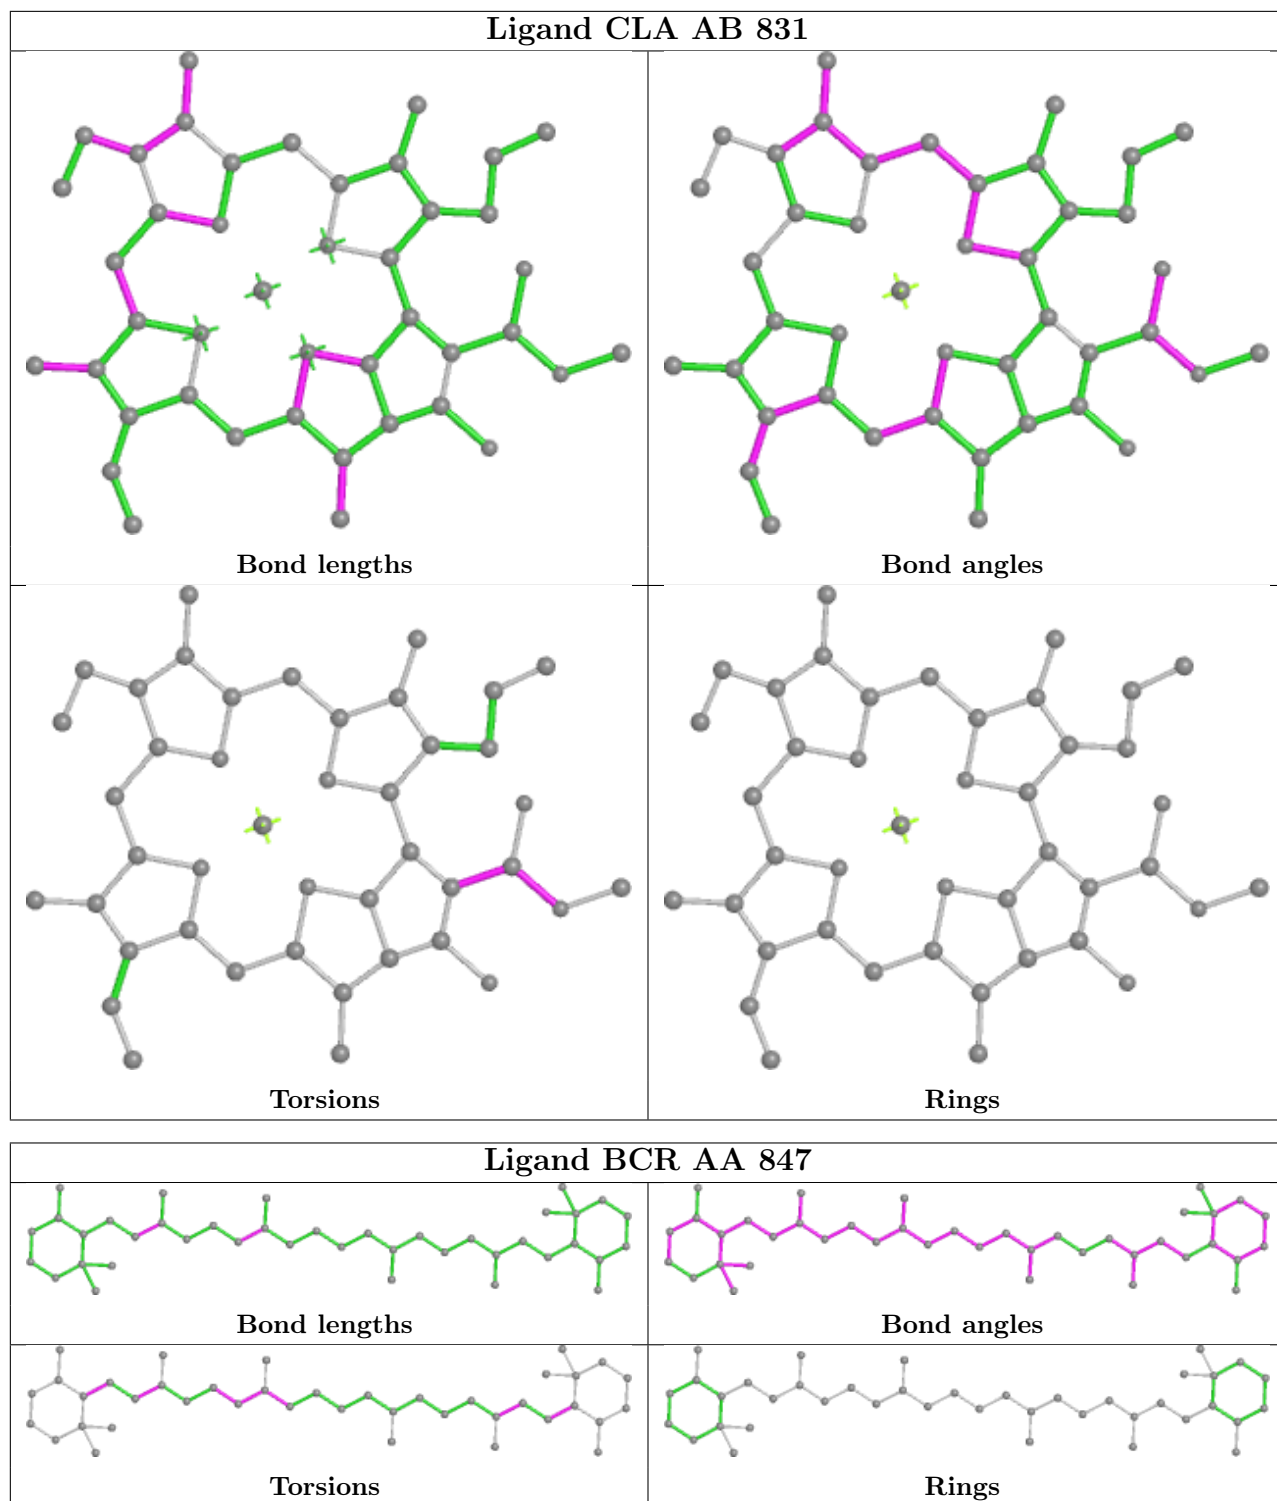 Ligand CLA AB 831
Bond lengths
Bond angles
Torsions
Rings
Ligand BCR AA 847
Bond lengths
Bond angles
Torsions
Rings